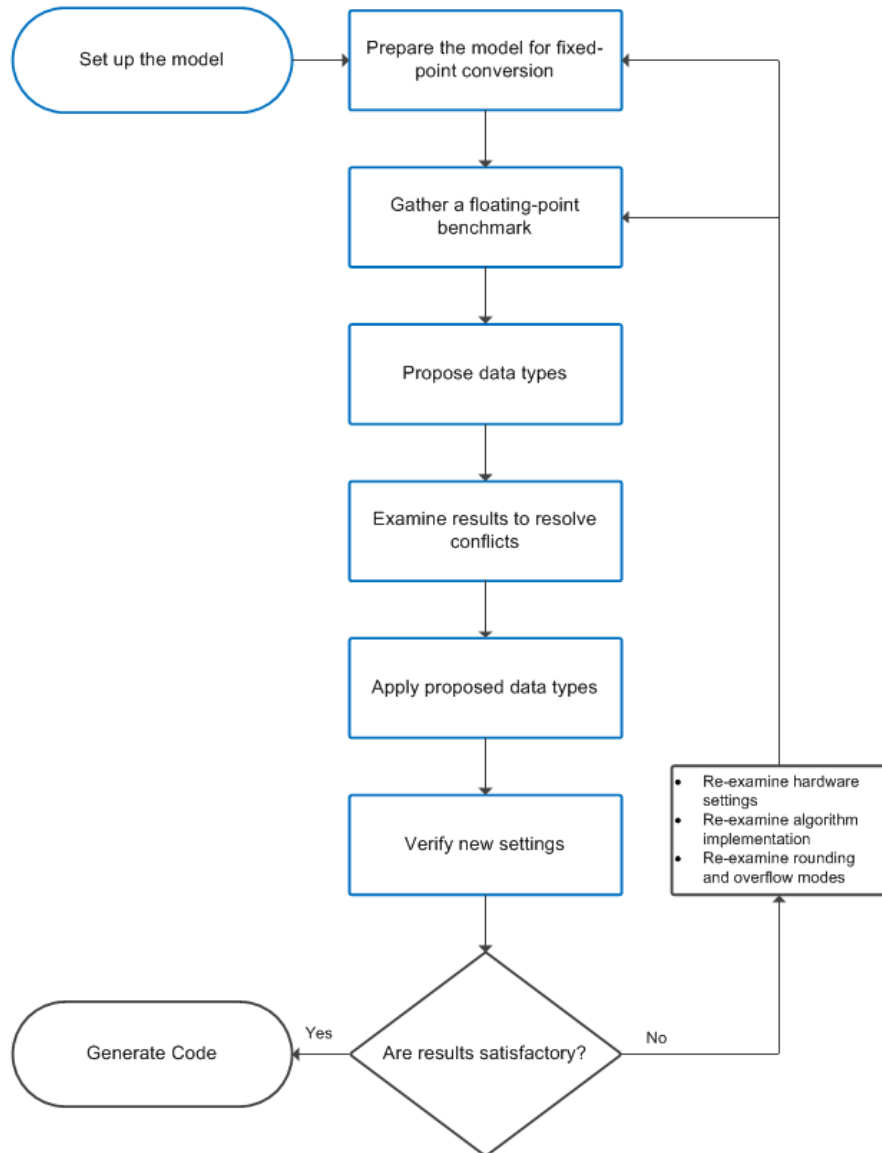 Set up the model
Prepare the model for fixed-
point conversion
Gather a floating-point
benchmark
Propose data types
Examine results to resolve
conflicts
Apply proposed data types
Verify new settings
• Re-examine hardware
settings
• Re-examine algorithm
implementation
• Re-examine rounding
and overflow modes
Are results satisfactory?
Yes
No
Generate Code